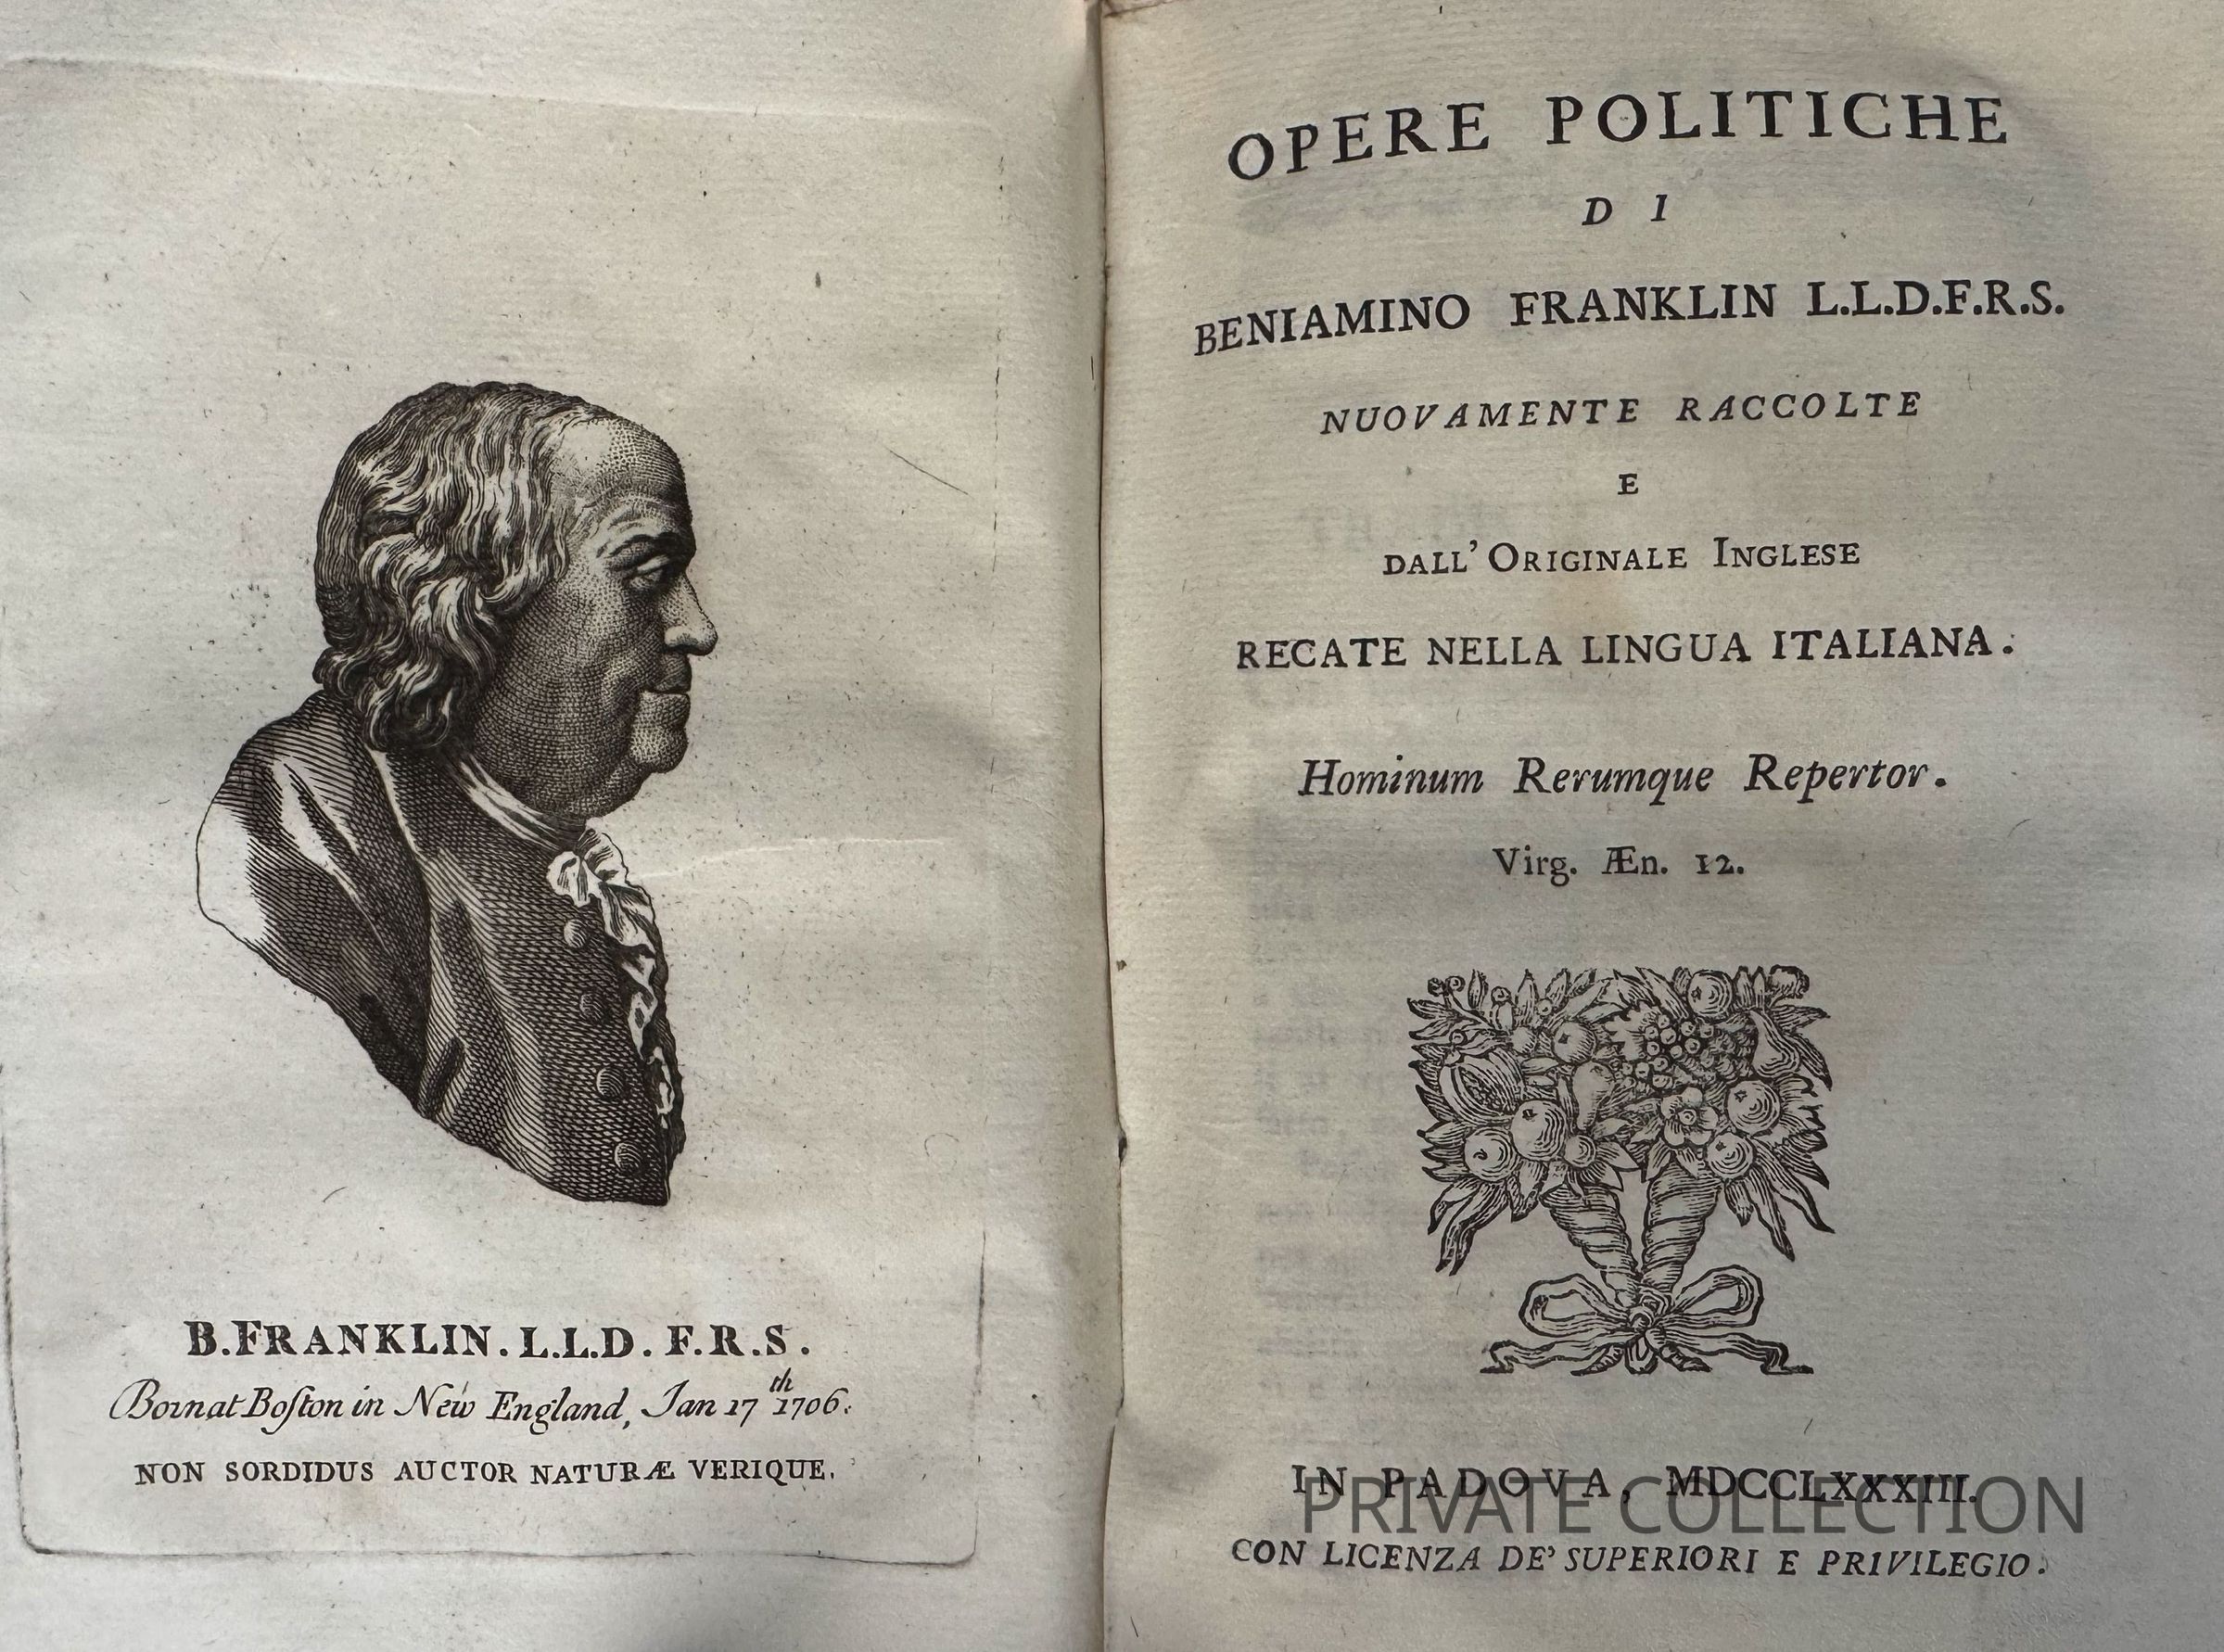 B.FRANKLIN. L.L.D. F.R.S.
Born at Boſton in New England, Jan 17th 1706.
NON SORDIDUS AUCTOR NATURÆ VERIQUE.
OPERE POLITICHE
DI
BENIAMINO FRANKLIN L.L.D.F.R.S.
NUOVAMENTE RACCOLTE
E
DALL' ORIGINALE INGLESE
RECATE NELLA LINGUA ITALIANA.
Hominum Rerumque Repertor.
Virg. Æn. 12.
IN PADOVA, MDCCLXXXIII.
PRIVATE COLLECTION
CON LICENZA DE' SUPERIORI E PRIVILEGIO.